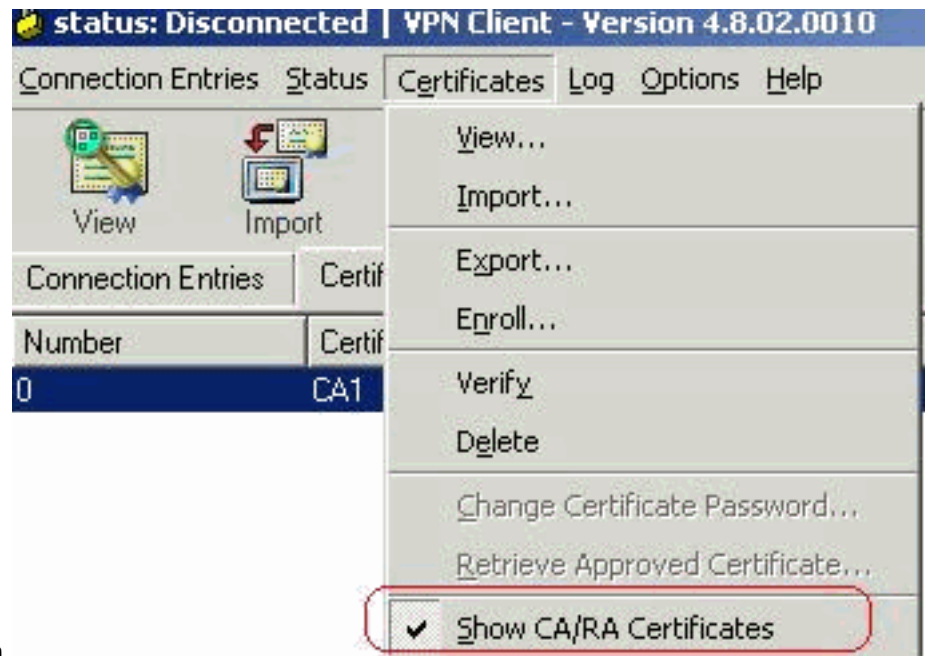 status: Disconnected | VPN Client - Version 4.8.02.0010
Connection Entries Status Certificates Log Options Help
View Import
Connection Entries Certif
Number Certif
0 CA1
View...
Import...
Export...
Enroll...
Verify
Delete
Change Certificate Password...
Retrieve Approved Certificate...
Show CA/RA Certificates